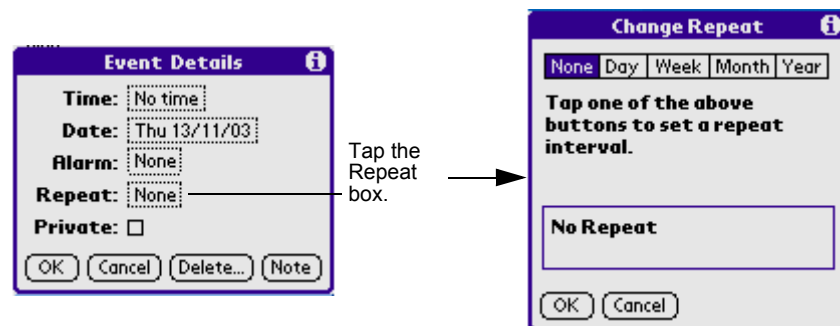 Event Details
Time: No time
Date: Thu 13/11/03
Alarm: None
Repeat: None
Private:
OK Cancel Delete... Note
Tap the
Repeat
box.
Change Repeat
None Day Week Month Year
Tap one of the above
buttons to set a repeat
interval.
No Repeat
OK Cancel